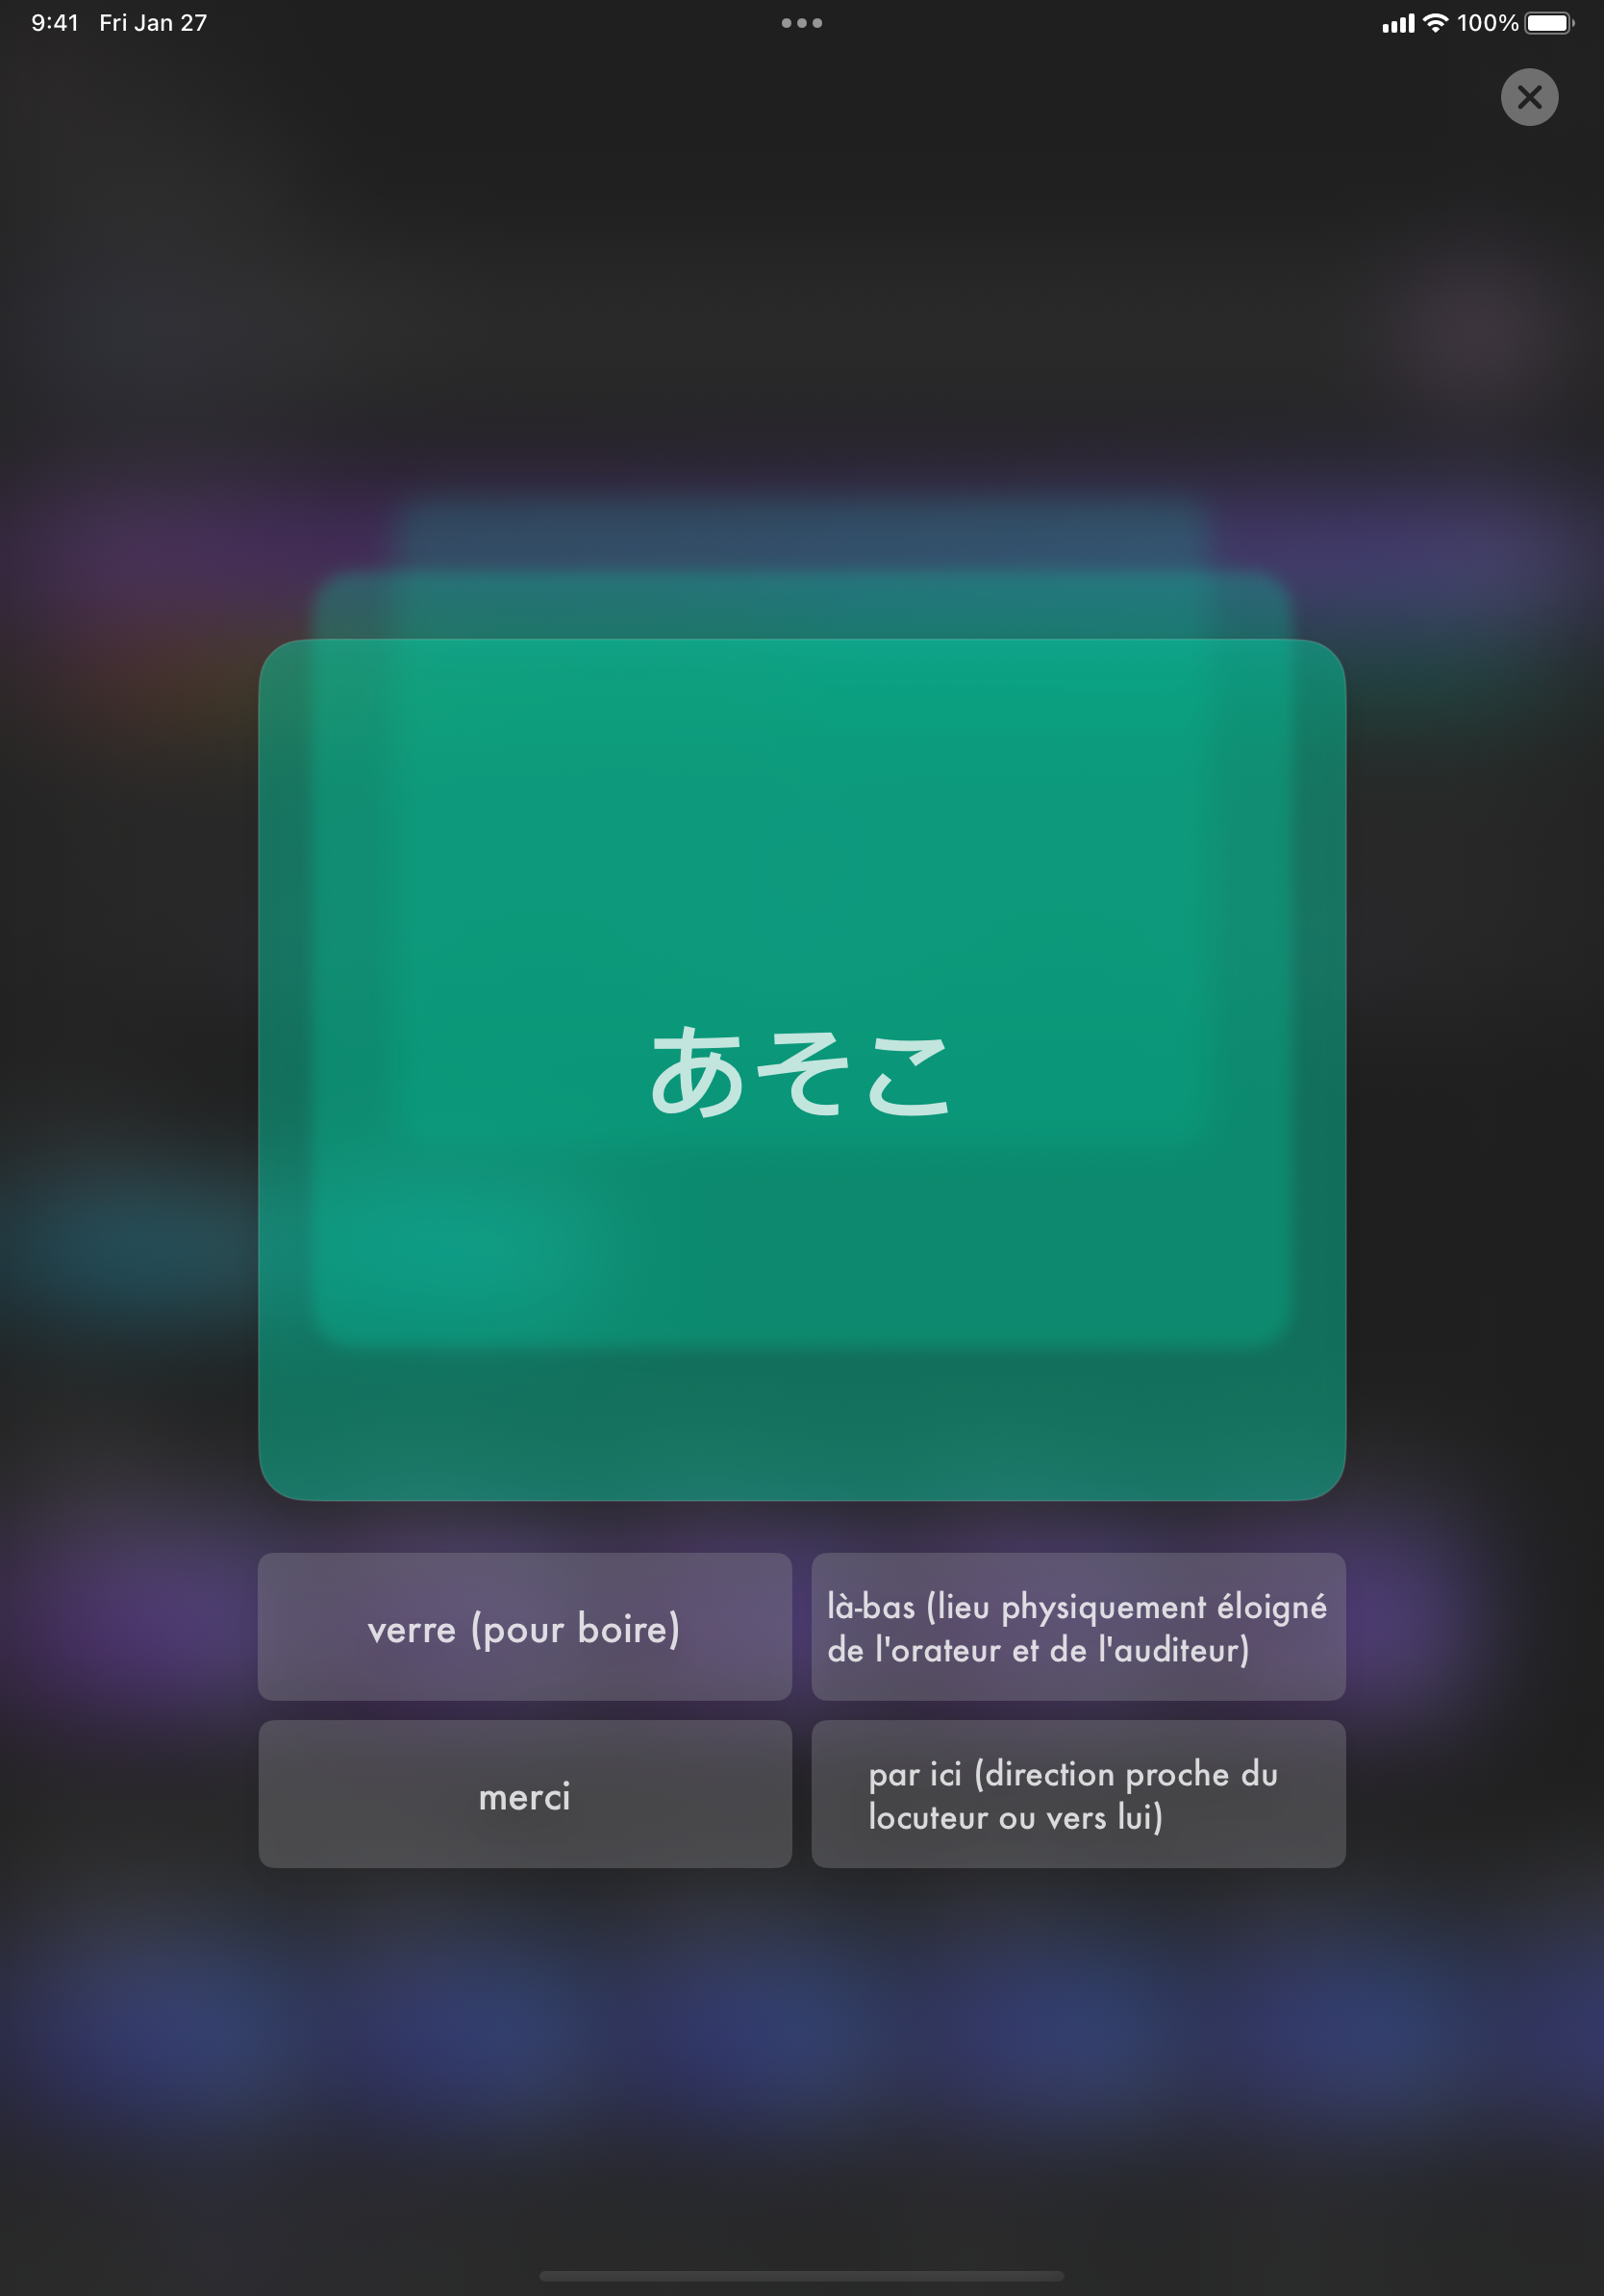 9:41 Fri Jan 27
100%
あそこ
verre (pour boire)
là-bas (lieu physiquement éloigné
de l'orateur et de l'auditeur)
merci
par ici (direction proche du
locuteur ou vers lui)